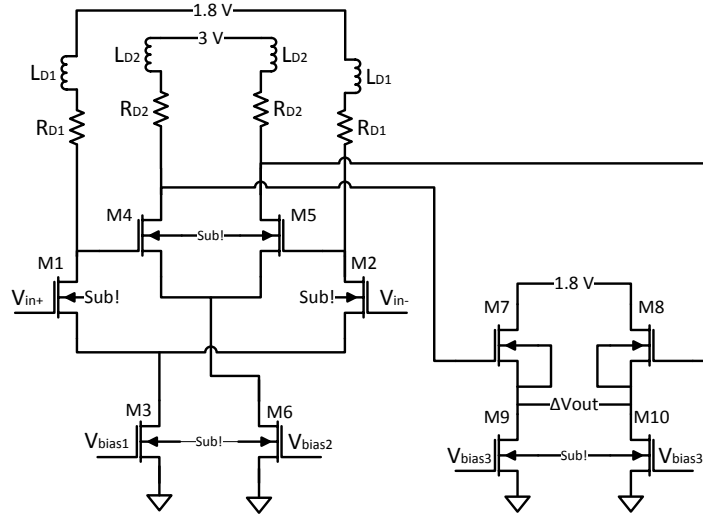 1.8 V
3 V
LD1
LD2
LD2
LD1
RD1
RD2
RD2
RD1
M4
M5
Sub!
M1
M2
Vin+
Sub!
Sub!
Vin-
1.8 V
M7
M8
M3
M6
ΔVout
M9
M10
Vbias1
Sub!
Vbias2
Vbias3
Sub!
Vbias3